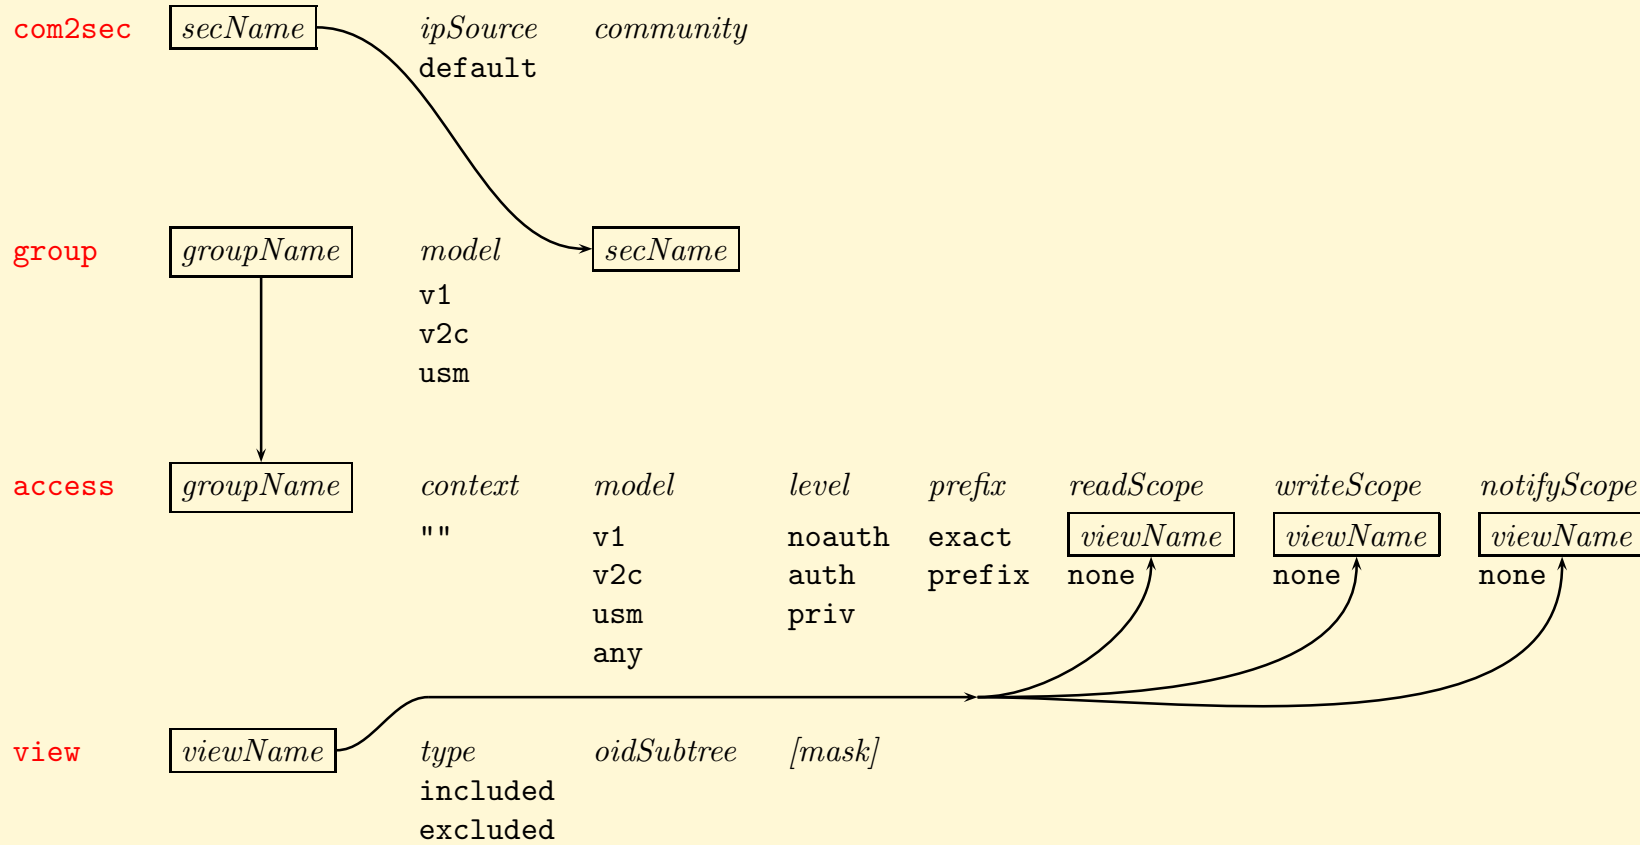 com2sec secName ipSource community
default
group groupName model secName
v1
v2c
usm
access groupName context model level prefix readScope writeScope notifyScope
"" v1 noauth exact viewName viewName viewName
v2c auth prefix none none none
usm priv
any
view viewName type oidSubtree [mask]
included
excluded